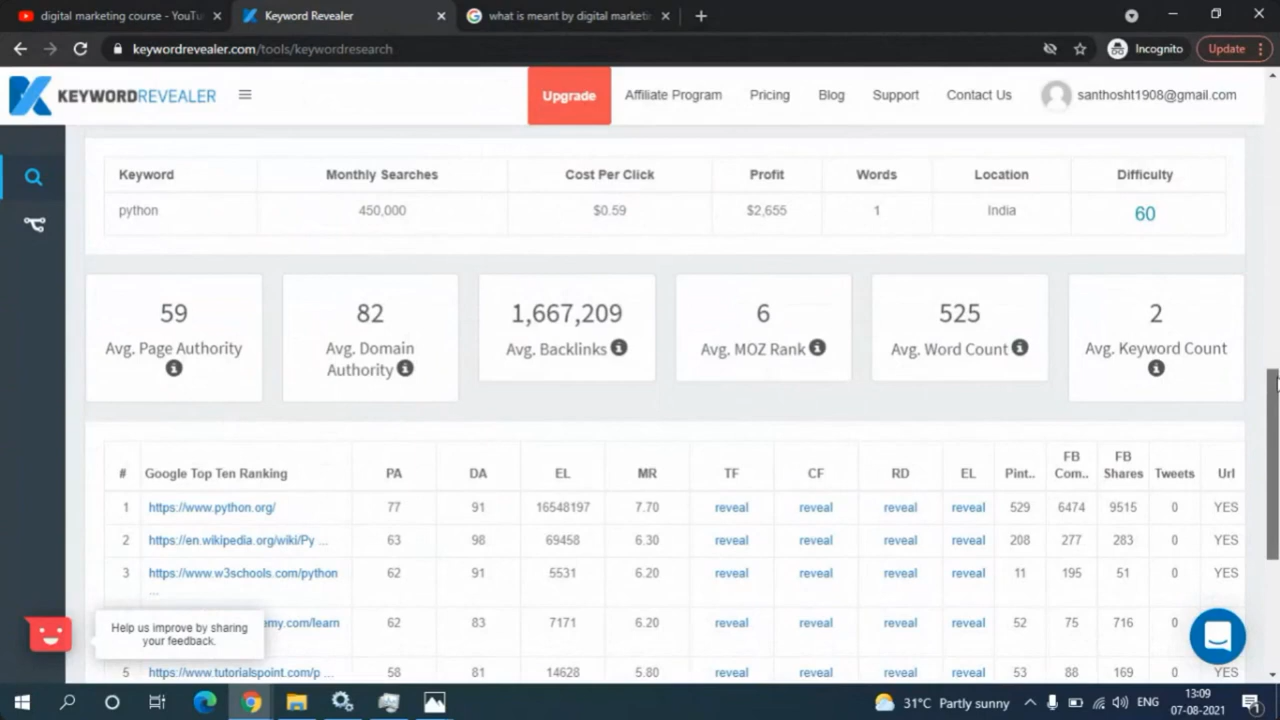 digital marketing course - YouTu
Keyword Revealer
what is meant by digital marketi
keywordrevealer.com/tools/keywordresearch
Incognito
Update
KEYWORDREVEALER
Upgrade
Affiliate Program
Pricing
Blog
Support
Contact Us
santhosht1908@gmail.com
Keyword Monthly Searches Cost Per Click Profit Words Location Difficulty
python 450,000 $0.59 $2,655 1 India 60
59
Avg. Page Authority
82
Avg. Domain
Authority
1,667,209
Avg. Backlinks
6
Avg. MOZ Rank
525
Avg. Word Count
2
Avg. Keyword Count
# Google Top Ten Ranking PA DA EL MR TF CF RD EL Pint.. FB Com.. FB Shares Tweets Url
1 https://www.python.org/ 77 91 16548197 7.70 reveal reveal reveal reveal 529 6474 9515 0 YES
2 https://en.wikipedia.org/wiki/Py ... 63 98 69458 6.30 reveal reveal reveal reveal 208 277 283 0 YES
3 https://www.w3schools.com/python ... 62 91 5531 6.20 reveal reveal reveal reveal 11 195 51 0 YES
emy.com/learn 62 83 7171 6.20 reveal reveal reveal reveal 52 75 716 0 YES
5 https://www.tutorialspoint.com/p ... 58 81 14628 5.80 reveal reveal reveal reveal 53 88 169 0 YES
Help us improve by sharing
your feedback.
31°C Partly sunny
ENG
13:09
07-08-2021
1